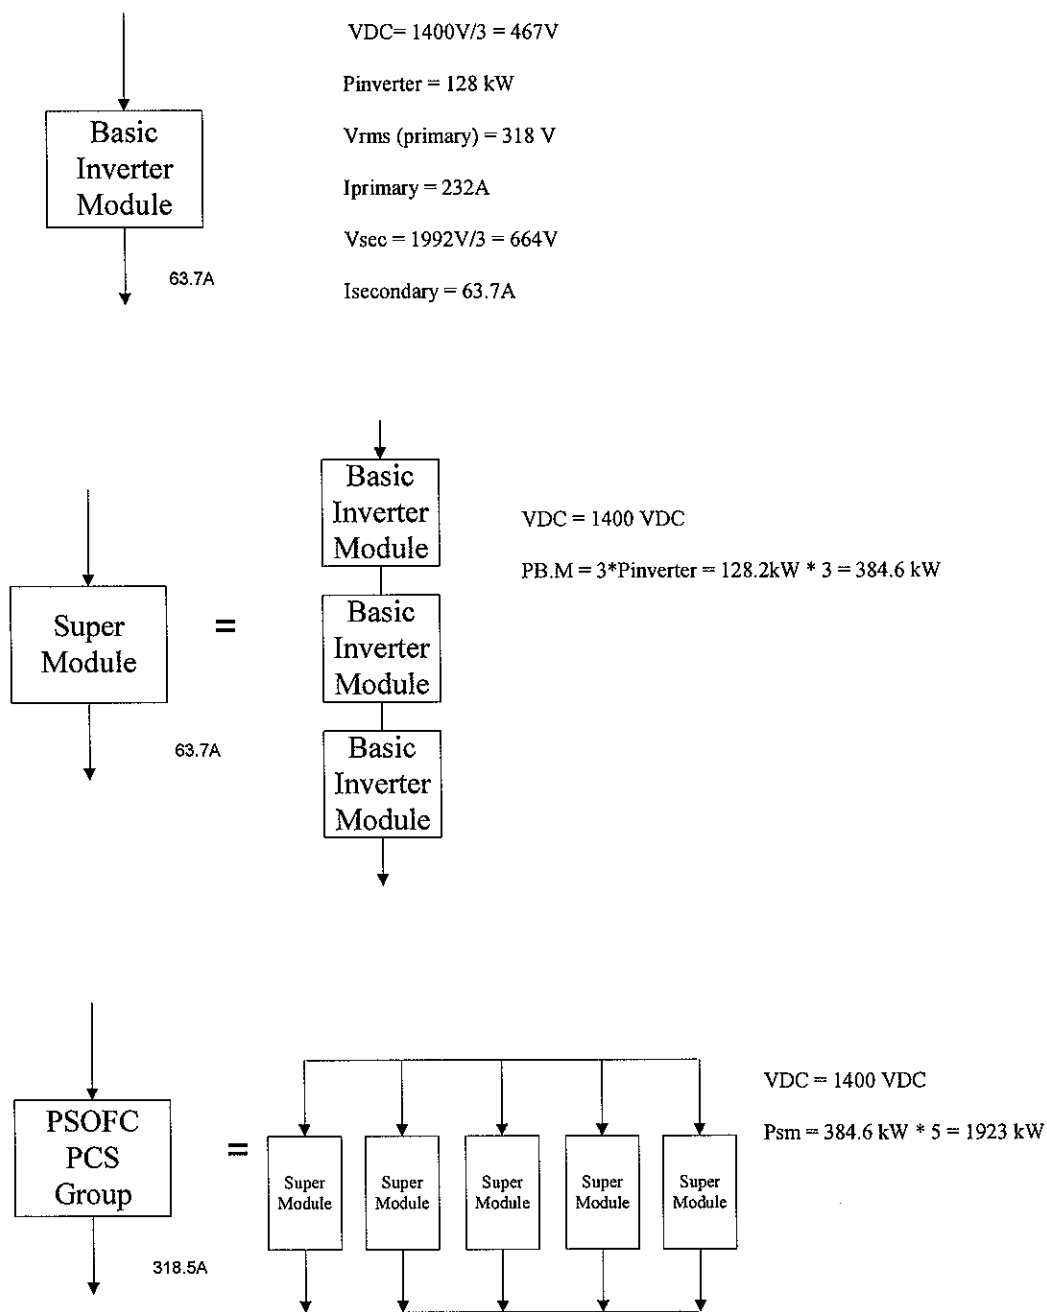 VDC= 1400V/3 = 467V
Pinverter = 128 kW
Vrms (primary) = 318 V
Iprimary = 232A
Vsec = 1992V/3 = 664V
Isecondary = 63.7A
Basic
Inverter
Module
63.7A
Super
Module
63.7A
=
Basic
Inverter
Module
Basic
Inverter
Module
Basic
Inverter
Module
VDC = 1400 VDC
PB.M = 3*Pinverter = 128.2kW * 3 = 384.6 kW
PSOFC
PCS
Group
318.5A
=
Super
Module
Super
Module
Super
Module
Super
Module
Super
Module
VDC = 1400 VDC
Psm = 384.6 kW * 5 = 1923 kW